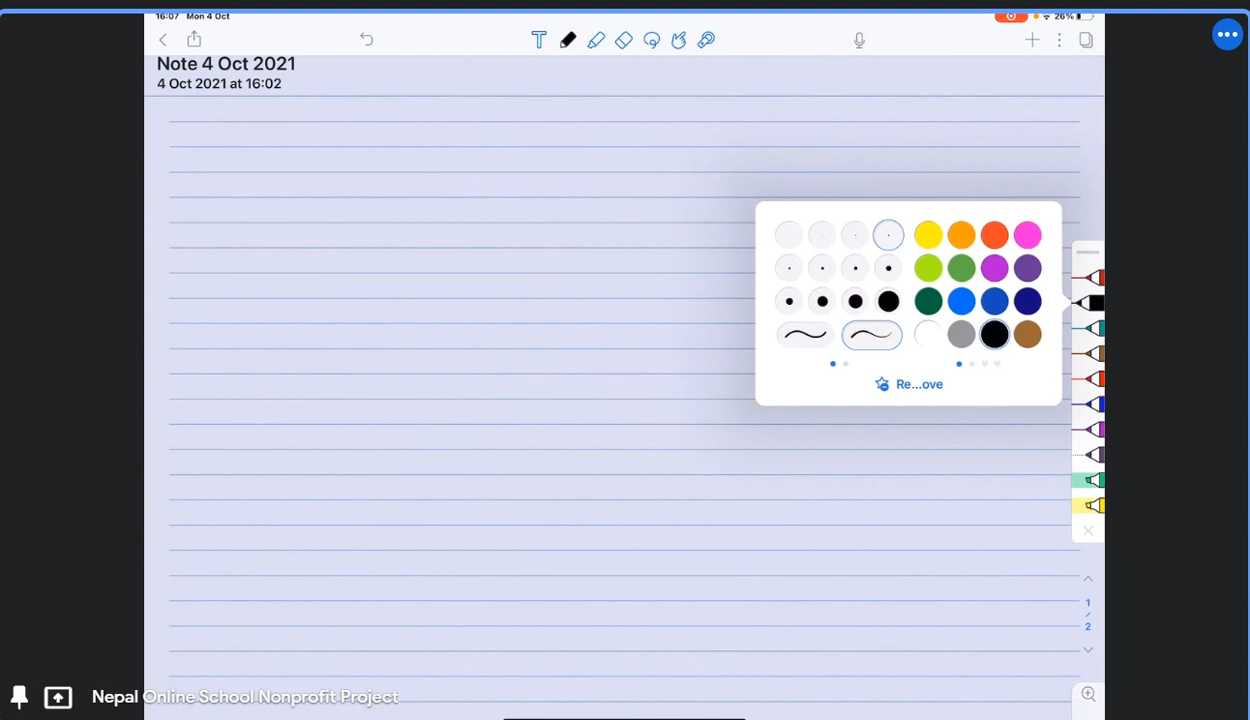 16:07 Mon 4 Oct
26%
T
Note 4 Oct 2021
4 Oct 2021 at 16:02
Re...ove
1
2
Nepal Online School Nonprofit Project